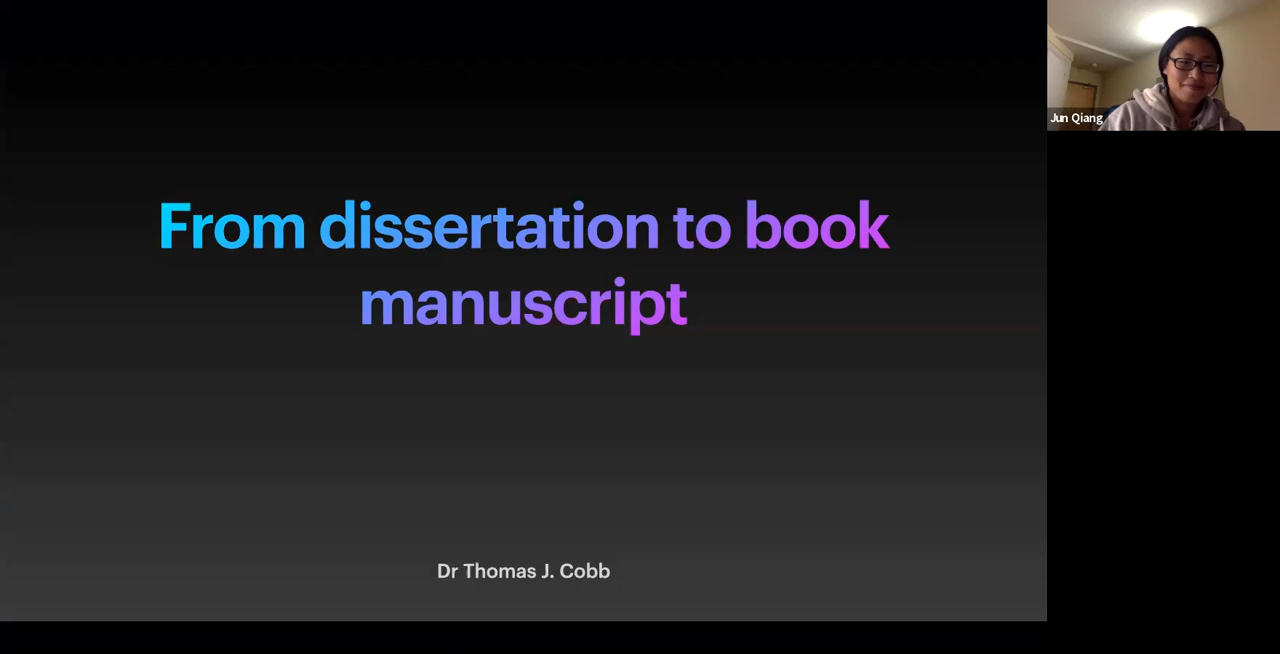 From dissertation to book
manuscript
Dr Thomas J. Cobb
Jun Qiang